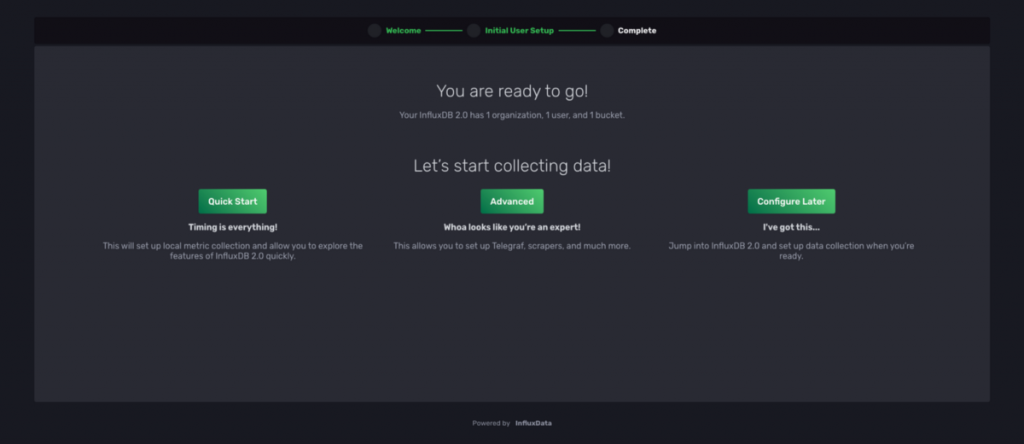 Welcome Initial User Setup Complete
You are ready to go!
Your InfluxDB 2.0 has 1 organization, 1 user, and 1 bucket.
Let's start collecting data!
Quick Start
Timing is everything!
This will set up local metric collection and allow you to explore the
features of InfluxDB 2.0 quickly.
Advanced
Whoa looks like you're an expert!
This allows you to set up Telegraf, scrapers, and much more.
Configure Later
I've got this...
Jump into InfluxDB 2.0 and set up data collection when you're
ready.
Powered by InfluxData